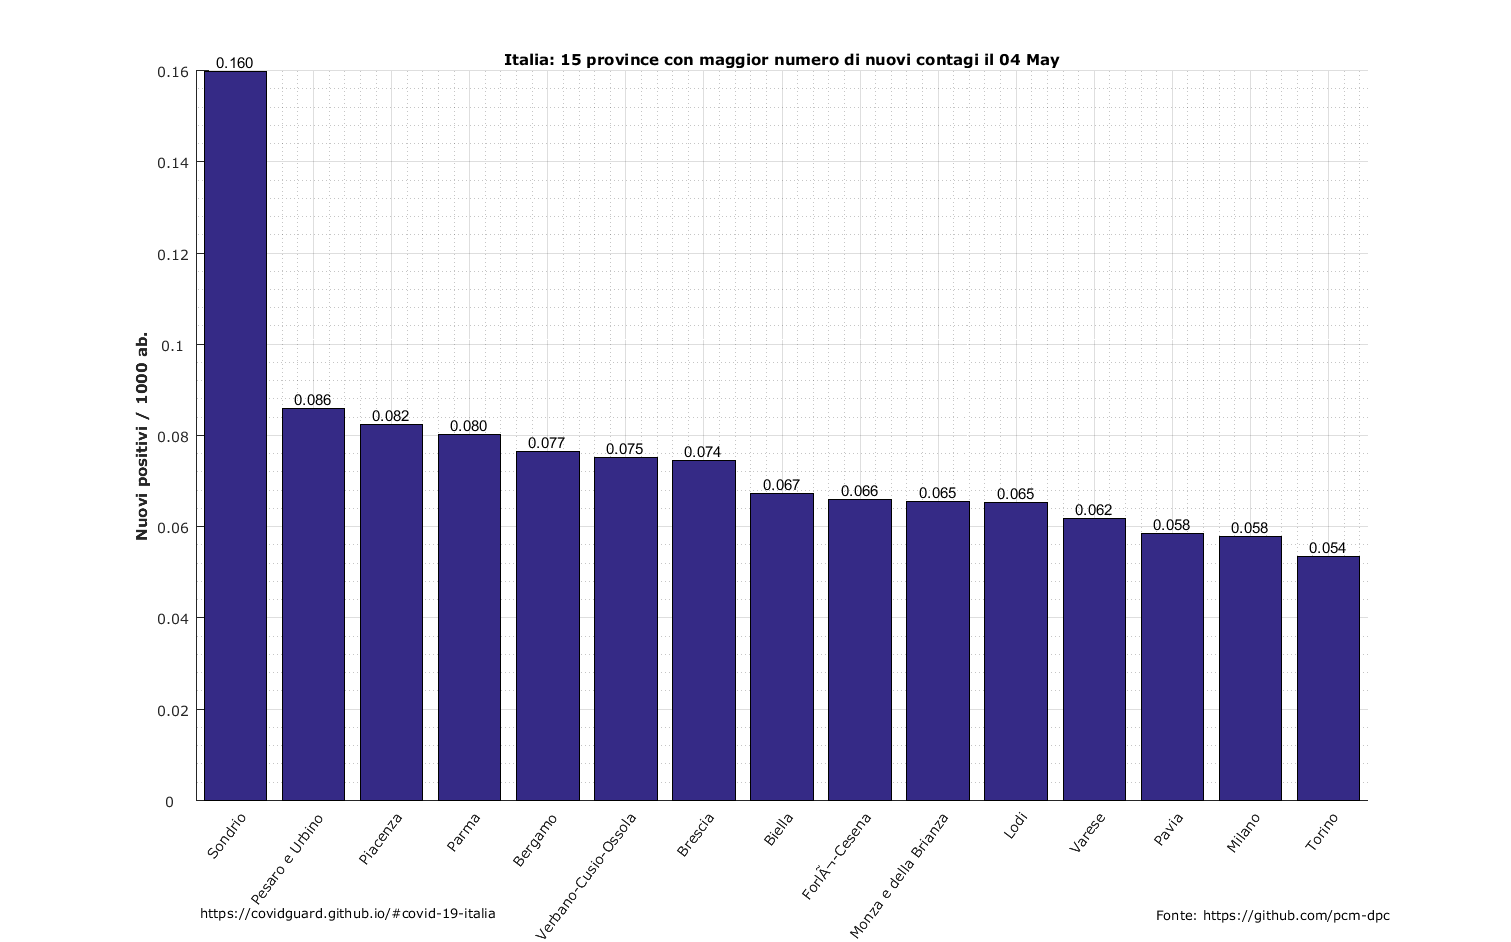 Italia: 15 province con maggior numero di nuovi contagi il 04 May
Nuovi positivi / 1000 ab.
0.16
0.14
0.12
0.1
0.08
0.06
0.04
0.02
0
0.160
0.086
0.082
0.080
0.077
0.075
0.074
0.067
0.066
0.065
0.065
0.062
0.058
0.058
0.054
Sondrio
Pesaro e Urbino
Piacenza
Parma
Bergamo
Verbano-Cusio-Ossola
Brescia
Biella
ForlÃ¬-Cesena
Monza e della Brianza
Lodi
Varese
Pavia
Milano
Torino
https://covidguard.github.io/#covid-19-italia
Fonte: https://github.com/pcm-dpc